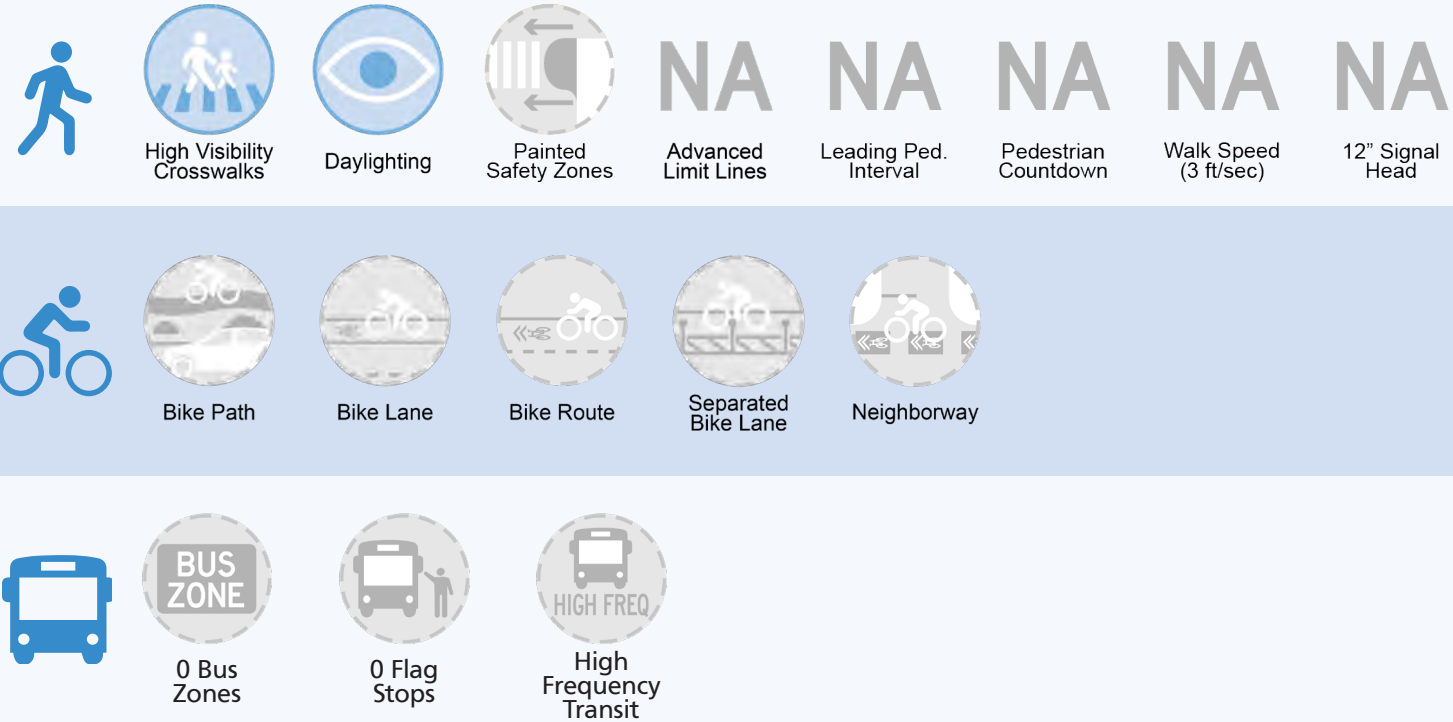 NA
NA
NA
NA
NA
High Visibility
Crosswalks
Daylighting
Painted
Safety Zones
Advanced
Limit Lines
Leading Ped.
Interval
Pedestrian
Countdown
Walk Speed
(3 ft/sec)
12” Signal
Head
Bike Path
Bike Lane
Bike Route
Separated
Bike Lane
Neighborway
BUS
ZONE
HIGH FREQ
0 Bus
Zones
0 Flag
Stops
High
Frequency
Transit